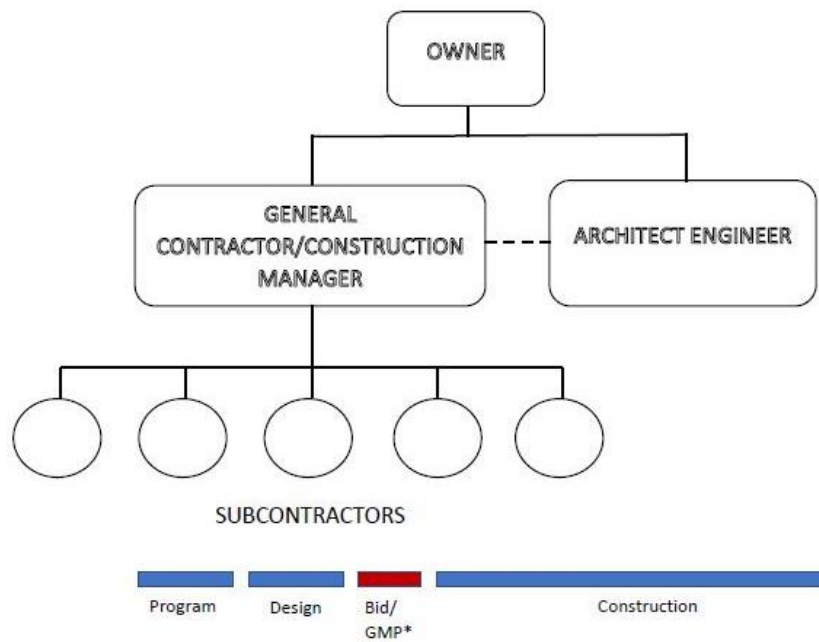 OWNER
GENERAL
CONTRACTOR/CONSTRUCTION
MANAGER
ARCHITECT ENGINEER
SUBCONTRACTORS
Program
Design
Bid/
GMP*
Construction